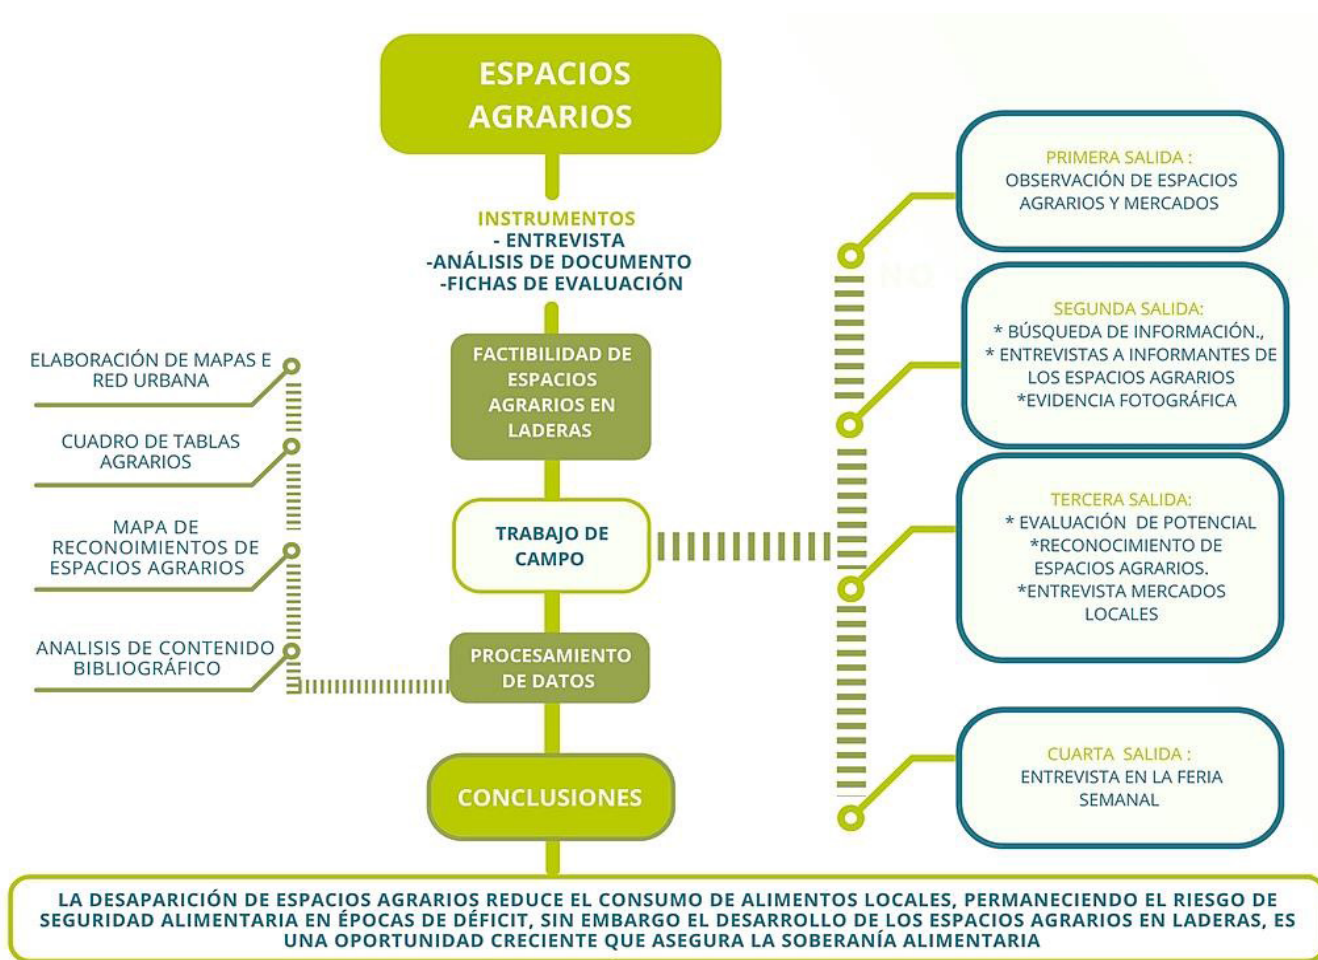 ESPACIOS
AGRARIOS
INSTRUMENTOS
- ENTREVISTA
-ANÁLISIS DE DOCUMENTO
-FICHAS DE EVALUACIÓN
FACTIBILIDAD DE
ESPACIOS
AGRARIOS EN
LADERAS
TRABAJO DE
CAMPO
PROCESAMIENTO
DE DATOS
CONCLUSIONES
ELABORACIÓN DE MAPAS E
RED URBANA
CUADRO DE TABLAS
AGRARIOS
MAPA DE
RECONOIMIENTOS DE
ESPACIOS AGRARIOS
ANALISIS DE CONTENIDO
BIBLIOGRÁFICO
PRIMERA SALIDA :
OBSERVACIÓN DE ESPACIOS
AGRARIOS Y MERCADOS
SEGUNDA SALIDA:
* BÚSQUEDA DE INFORMACIÓN.,
* ENTREVISTAS A INFORMANTES DE
LOS ESPACIOS AGRARIOS
*EVIDENCIA FOTOGRÁFICA
TERCERA SALIDA:
* EVALUACIÓN DE POTENCIAL
*RECONOCIMIENTO DE
ESPACIOS AGRARIOS.
*ENTREVISTA MERCADOS
LOCALES
CUARTA SALIDA :
ENTREVISTA EN LA FERIA
SEMANAL
LA DESAPARICIÓN DE ESPACIOS AGRARIOS REDUCE EL CONSUMO DE ALIMENTOS LOCALES, PERMANECIENDO EL RIESGO DE
SEGURIDAD ALIMENTARIA EN ÉPOCAS DE DÉFICIT, SIN EMBARGO EL DESARROLLO DE LOS ESPACIOS AGRARIOS EN LADERAS, ES
UNA OPORTUNIDAD CRECIENTE QUE ASEGURA LA SOBERANÍA ALIMENTARIA